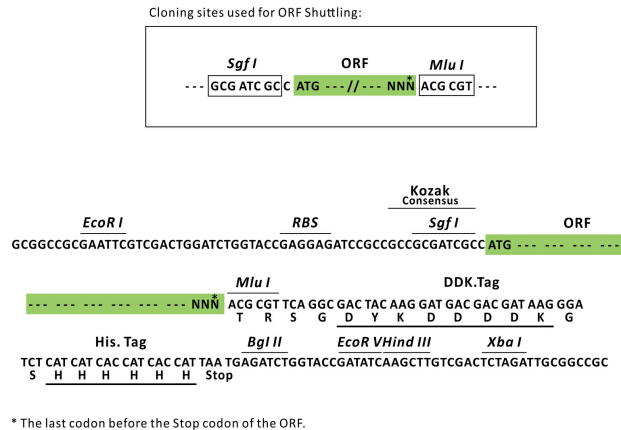 Cloning sites used for ORF Shuttling:
Sgf I ORF Mlu I
--- GCG ATC GC C ATG ---//--- NNN* ACG CGT ---
Kozak
Consensus
EcoR I RBS Sgf I ORF
GCGGCCGCGAATTCGTCGACTGGATCTGGTACCGAGGAGATCCGCCGCCGCGATCGCC ATG --- --- --- ---
Mlu I DDK.Tag
--- --- --- --- --- --- --- NNN* ACG CGT TCA GGC GAC TAC AAG GAT GAC GAC GAT AAG GGA
T R S G D Y K D D D D K G
His. Tag Bgl II EcoR V Hind III Xba I
TCT CAT CAT CAC CAT CAC CAT TAA TGAGATCTGGTACCGATATCAAGCTTGTCGACTCTAGATTGCGGCCGC
S H H H H H H Stop
* The last codon before the Stop codon of the ORF.